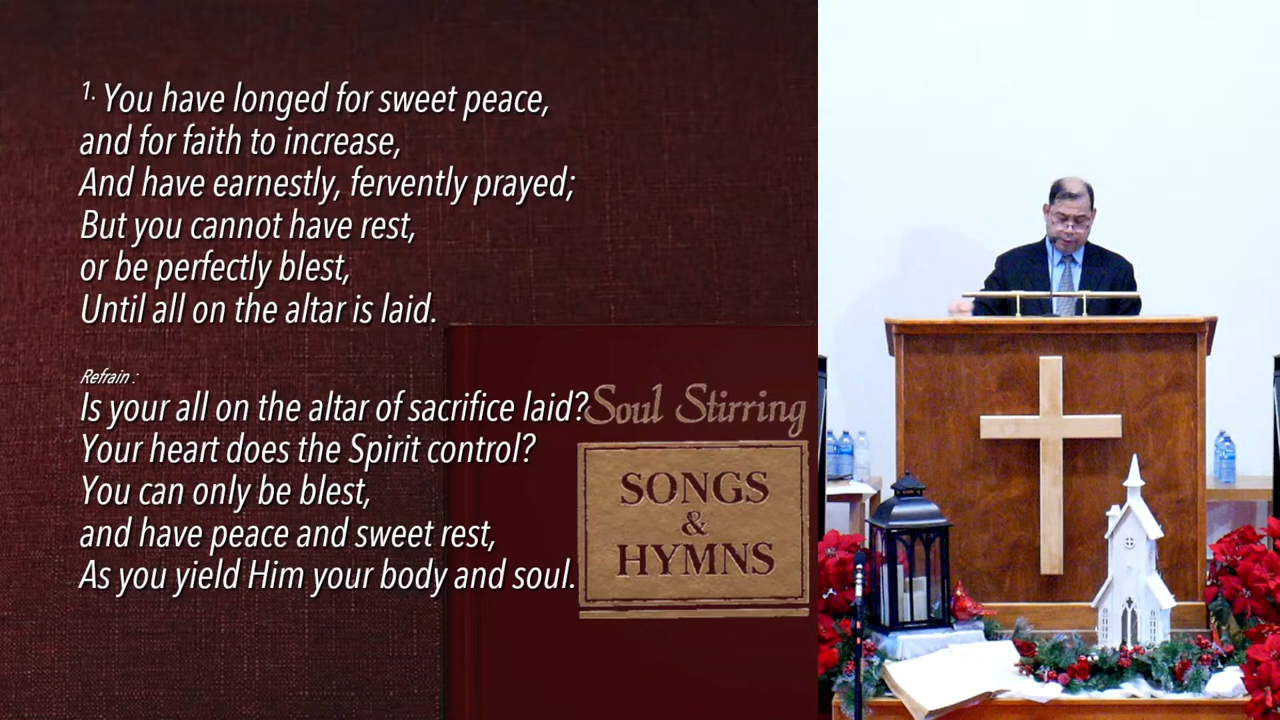 1. You have longed for sweet peace,
and for faith to increase,
And have earnestly, fervently prayed;
But you cannot have rest,
or be perfectly blest,
Until all on the altar is laid.
Refrain :
Is your all on the altar of sacrifice laid?
Your heart does the Spirit control?
You can only be blest,
and have peace and sweet rest,
As you yield Him your body and soul.
Soul Stirring
SONGS
&
HYMNS